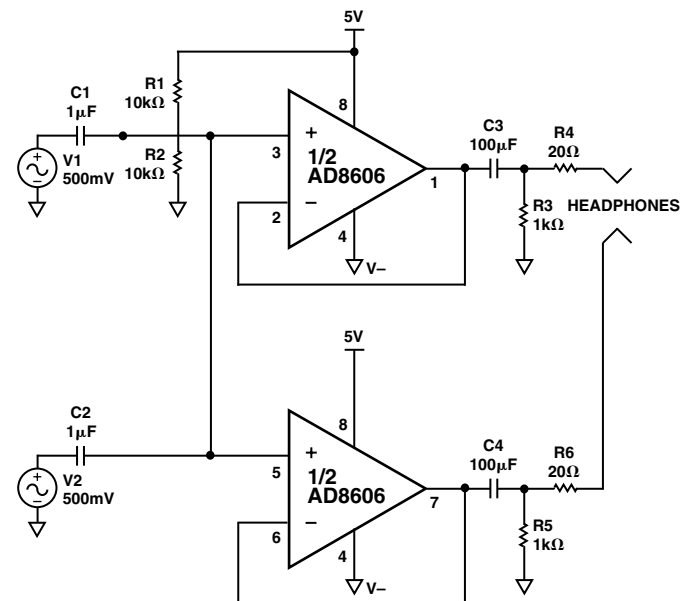 5V
R1
10kΩ
C1
1µF
V1
500mV
R2
10kΩ
8
+
3
1/2
AD8606
1
−
2
4
V−
C3
100µF
R4
20Ω
R3
1kΩ
HEADPHONES
5V
C2
1µF
V2
500mV
8
+
5
1/2
AD8606
7
−
6
4
V−
C4
100µF
R6
20Ω
R5
1kΩ